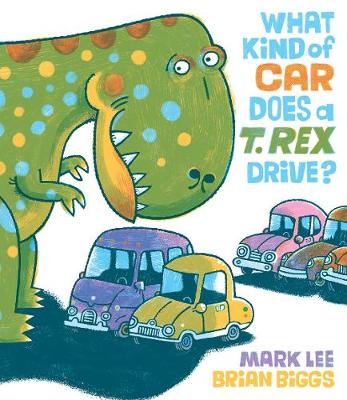 WHAT
KIND of
CAR
DOES a
T. REX
DRIVE?
MARK LEE
BRIAN BIGGS